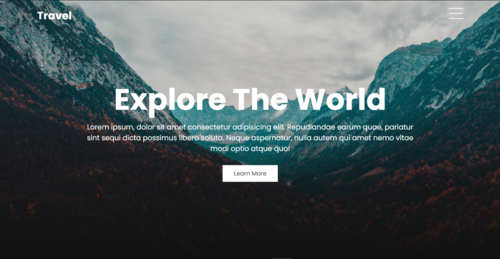 Travel
Explore The World
Lorem ipsum, dolor sit amet consectetur adipisicing elit. Repudiandae earum quae, pariatur
sint sequi dicta possimus libero soluta. Neque aspernatur, nulla autem qui amet nemo vitae
modi optio atque quo!
Learn More